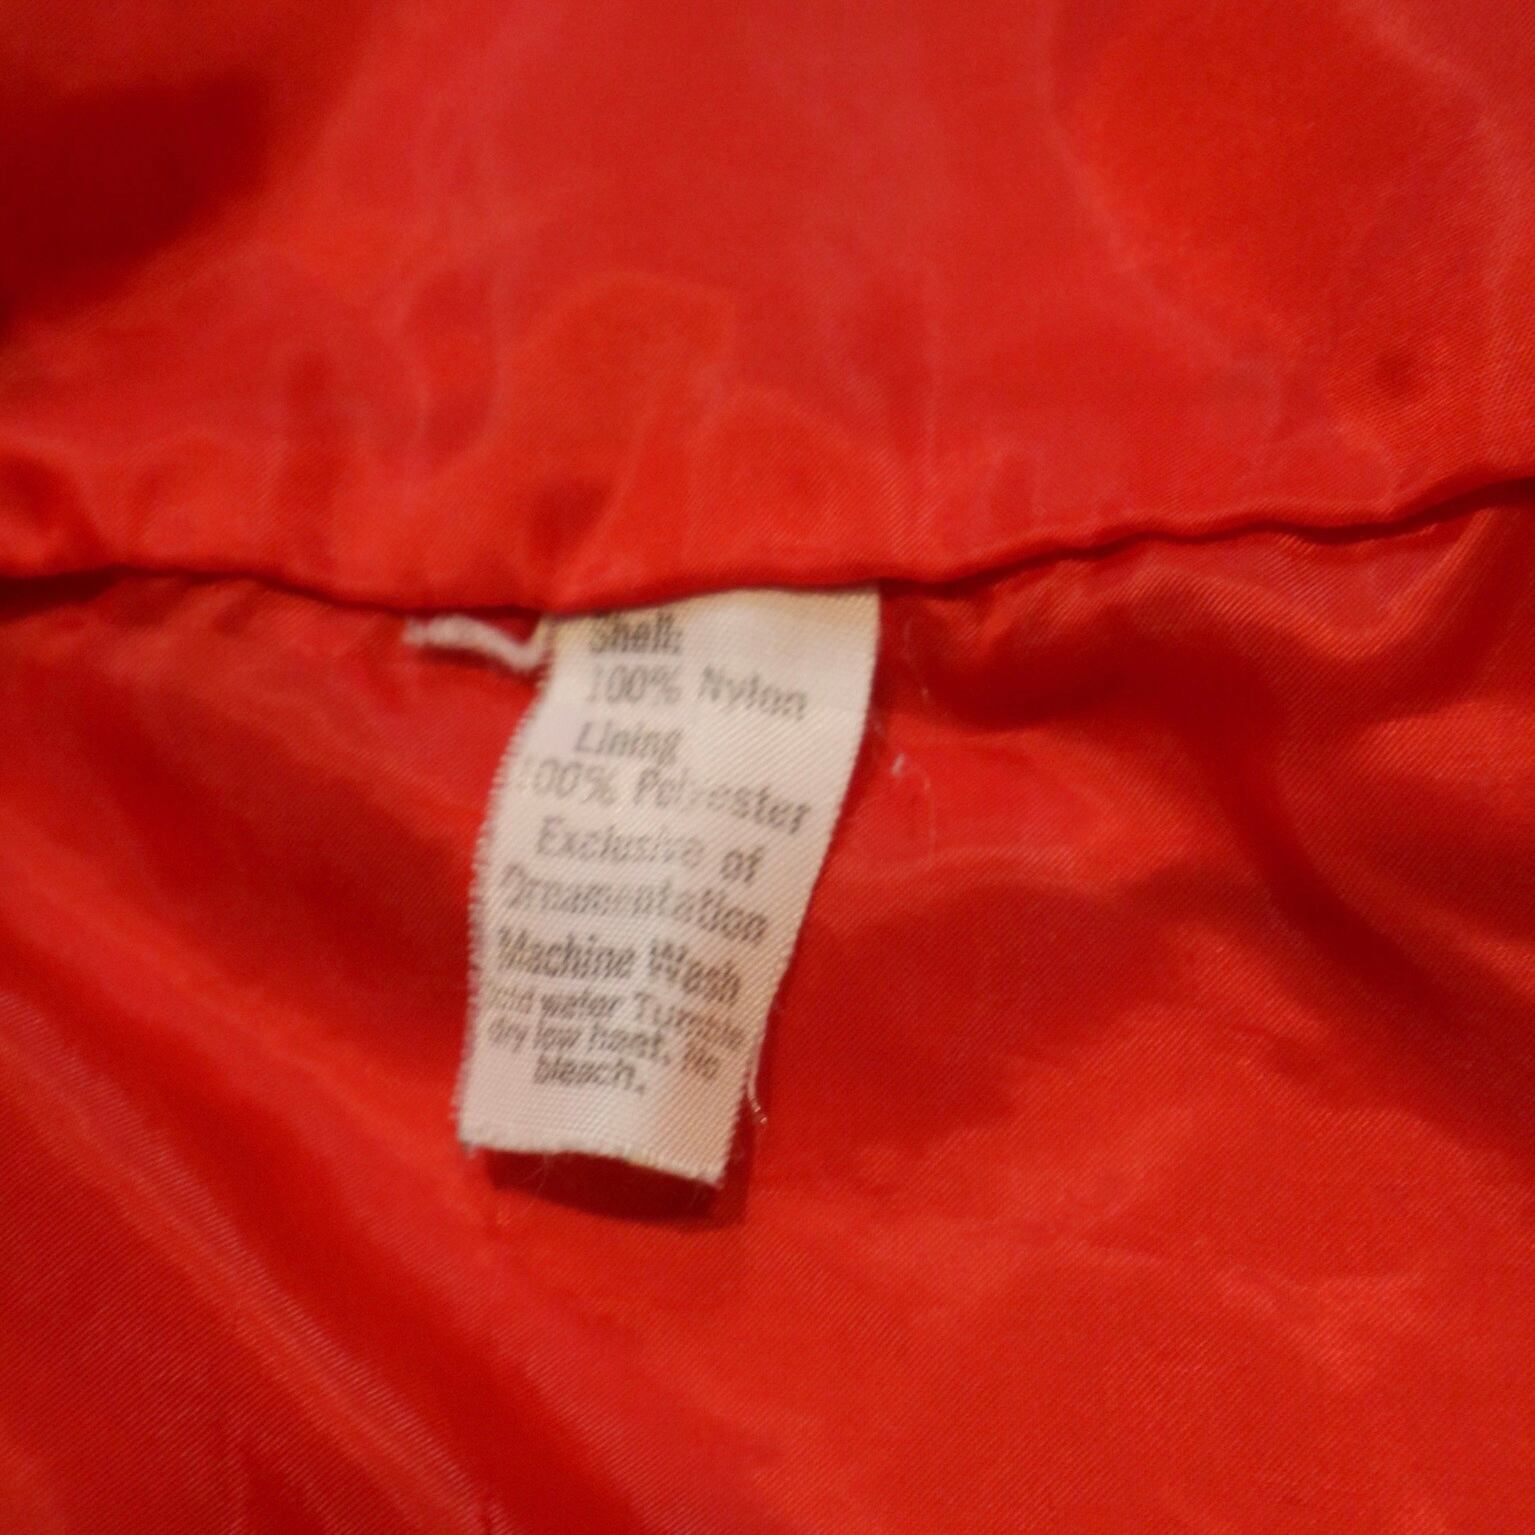 Shell:
100% Nylon
Lining
100% Polyester
Exclusive of
Ornamentation
Machine Wash
cold water Tumble
dry low heat. No
bleach.